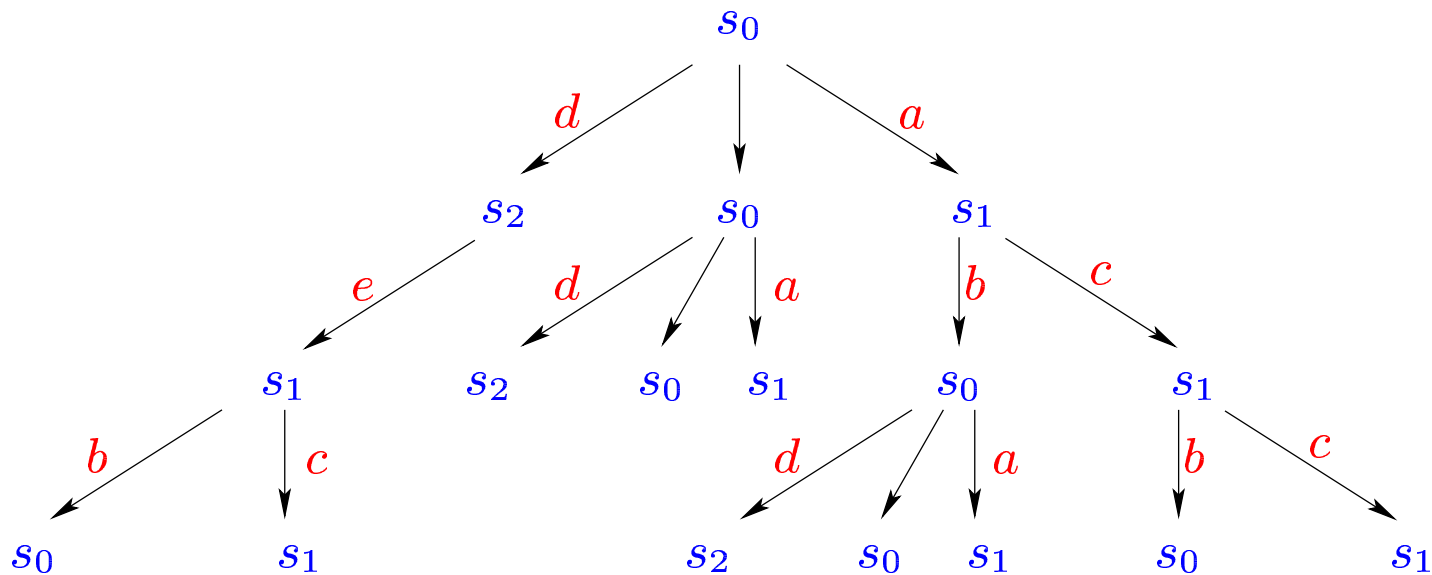 s₀
d a
s₂ s₀ s₁
e d a b c
s₁ s₂ s₀ s₁ s₀ s₁
b c d a b c
s₀ s₁ s₂ s₀ s₁ s₀ s₁